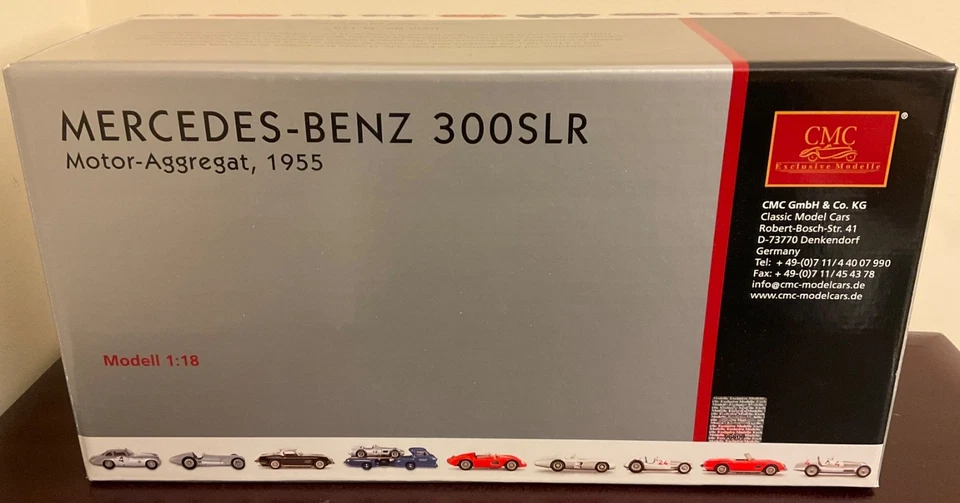 MERCEDES-BENZ 300SLR
Motor-Aggregat, 1955
Modell 1:18
CMC
®
Exclusive Modelle
CMC GmbH & Co. KG
Classic Model Cars
Robert-Bosch-Str. 41
D-73770 Denkendorf
Germany
Tel: + 49-(0)7 11/4 40 07 990
Fax: + 49-(0)7 11/45 43 78
info@cmc-modelcars.de
www.cmc-modelcars.de